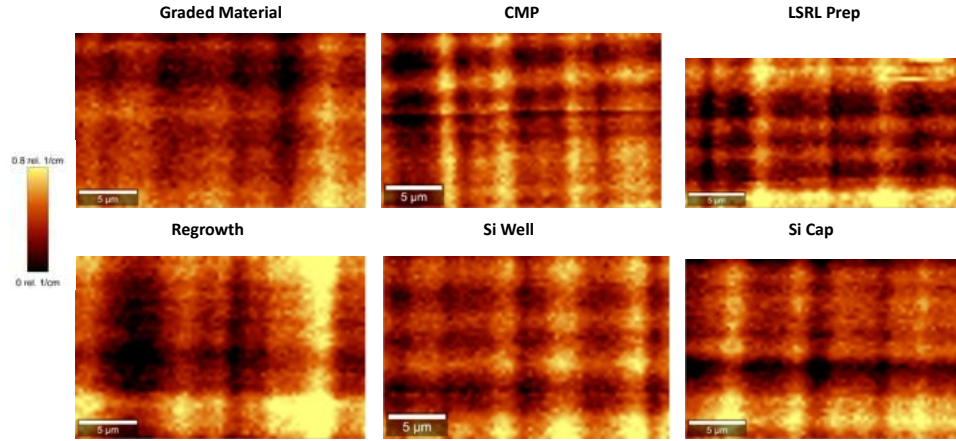 Graded Material
CMP
LSRL Prep
5 µm
5 µm
5 µm
0.8 rel. 1/cm
0 rel. 1/cm
Regrowth
Si Well
Si Cap
5 µm
5 µm
5 µm